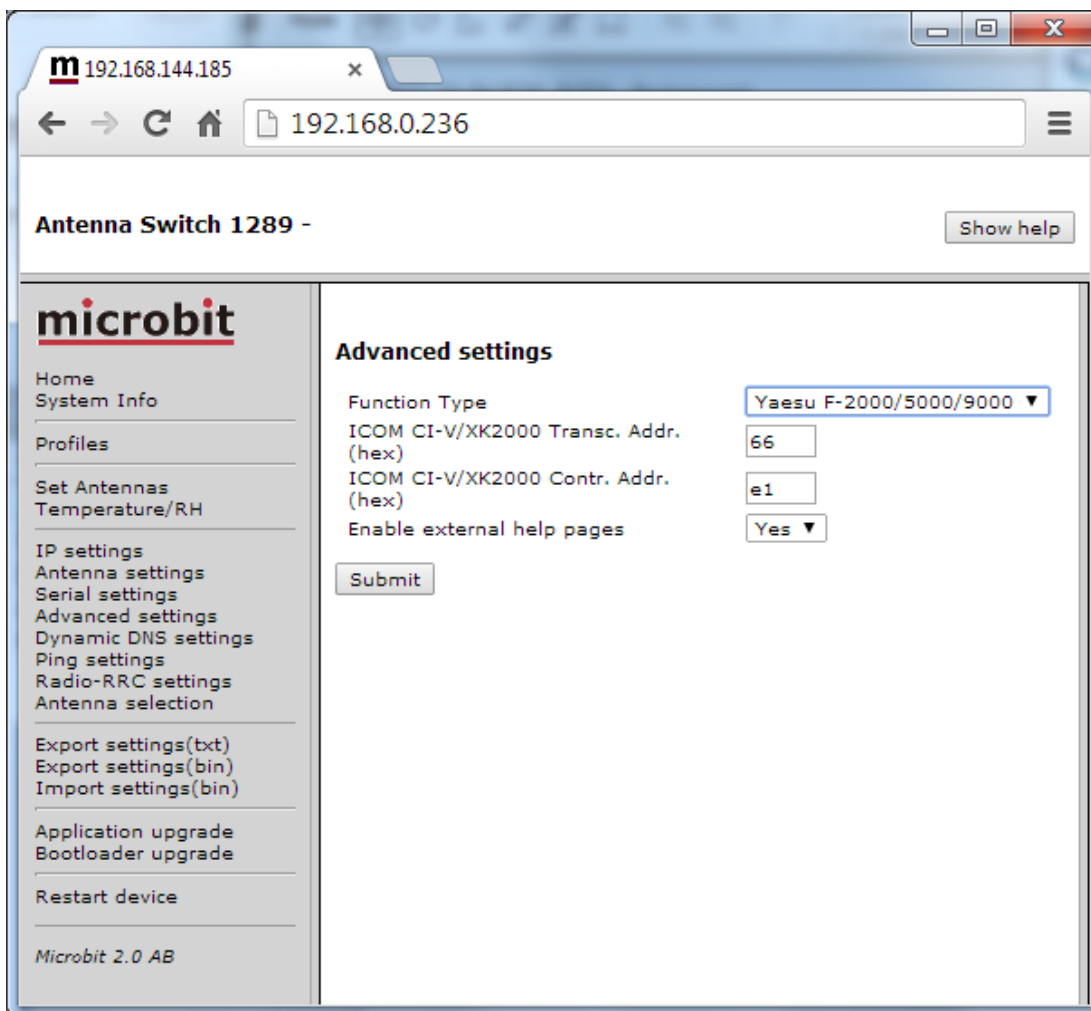 m 192.168.144.185
192.168.0.236
Antenna Switch 1289 -
Show help
microbit
Home
System Info
Profiles
Set Antennas
Temperature/RH
IP settings
Antenna settings
Serial settings
Advanced settings
Dynamic DNS settings
Ping settings
Radio-RRC settings
Antenna selection
Export settings(txt)
Export settings(bin)
Import settings(bin)
Application upgrade
Bootloader upgrade
Restart device
Microbit 2.0 AB
Advanced settings
Function Type Yaesu F-2000/5000/9000
ICOM CI-V/XK2000 Transc. Addr.
(hex) 66
ICOM CI-V/XK2000 Contr. Addr.
(hex) e1
Enable external help pages Yes
Submit